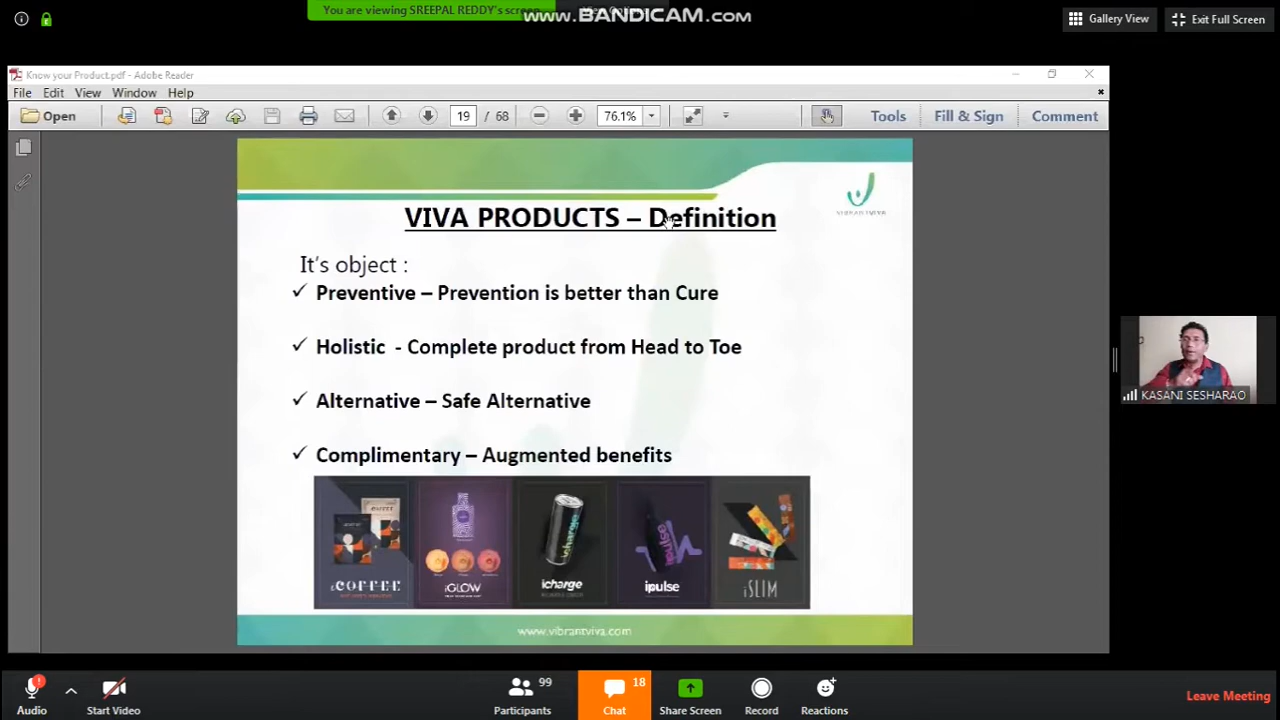 You are viewing SREEPAL REDDY's screen
www.BANDICAM.com
Gallery View
Exit Full Screen
Know your Product.pdf - Adobe Reader
File Edit View Window Help
Open
19 / 68
76.1%
Tools
Fill & Sign
Comment
VIBRANTVIVA
VIVA PRODUCTS – Definition
It's object :
✓ Preventive – Prevention is better than Cure
✓ Holistic - Complete product from Head to Toe
✓ Alternative – Safe Alternative
✓ Complimentary – Augmented benefits
COFFEE
iCOFFEE
iGLOW
icharge
icharge
ipulse
iSLIM
www.vibrantviva.com
KASANI SESHARAO
99
18
Audio
Start Video
Participants
Chat
Share Screen
Record
Reactions
Leave Meeting